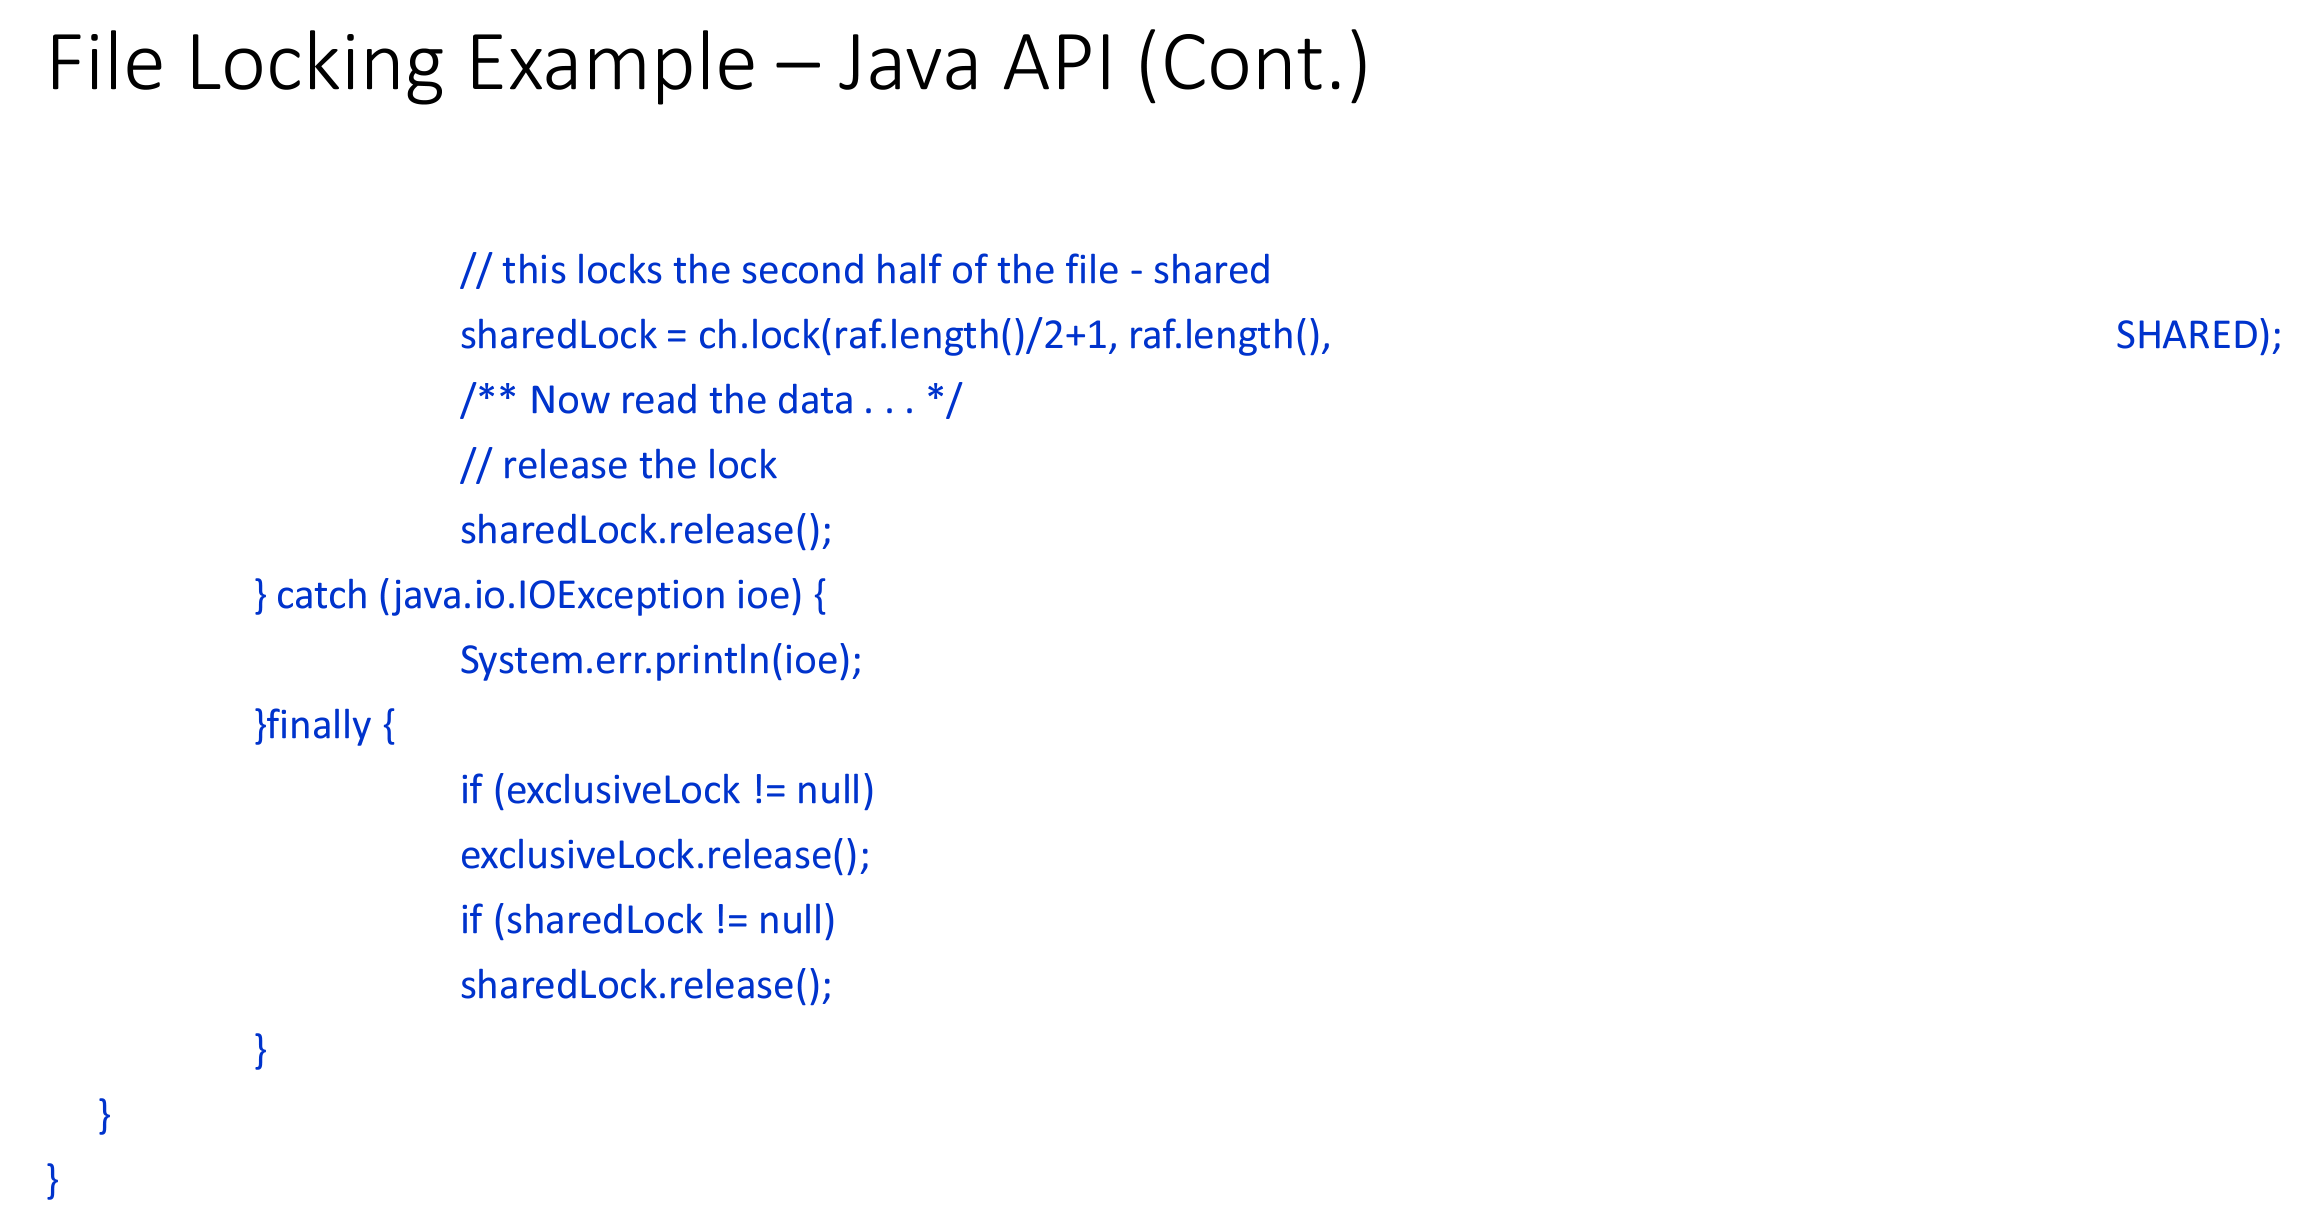 File Locking Example – Java API (Cont.)
// this locks the second half of the file - shared
sharedLock = ch.lock(raf.length()/2+1, raf.length(), SHARED);
/** Now read the data . . . */
// release the lock
sharedLock.release();
} catch (java.io.IOException ioe) {
System.err.println(ioe);
}finally {
if (exclusiveLock != null)
exclusiveLock.release();
if (sharedLock != null)
sharedLock.release();
}
}
}